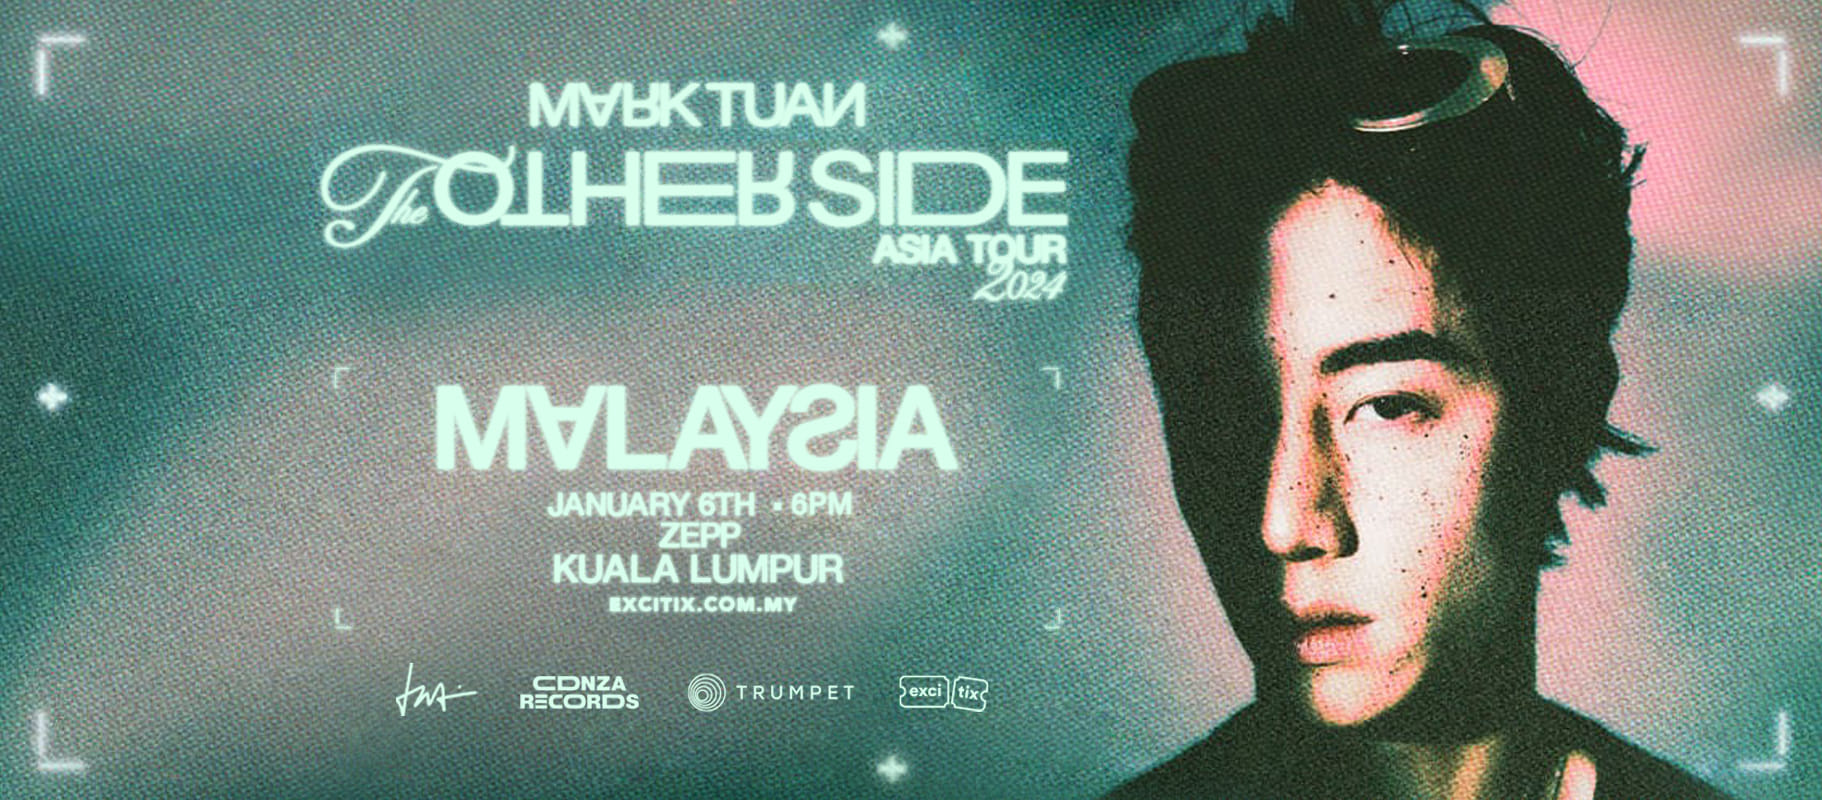 MARK TUAN
The OTHER SIDE
ASIA TOUR
2024
MALAYSIA
JANUARY 6TH • 6PM
ZEPP
KUALA LUMPUR
EXCITIX.COM.MY
CDNZA
RECORDS
TRUMPET
exci tix